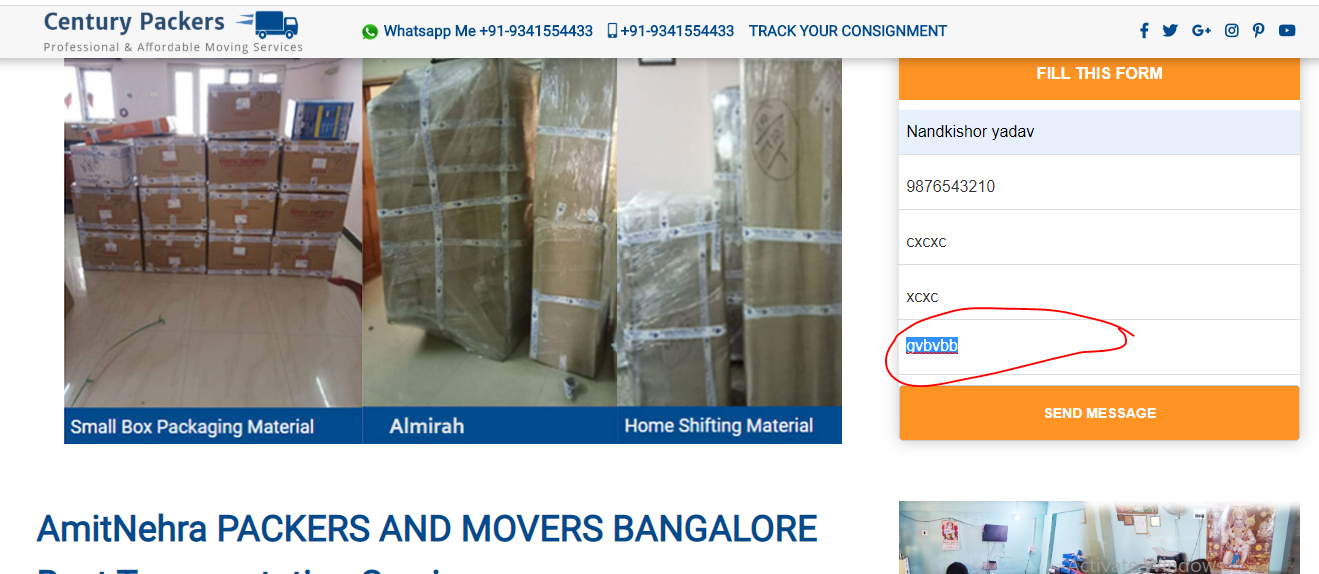 Century Packers
Professional & Affordable Moving Services
Whatsapp Me +91-9341554433 +91-9341554433 TRACK YOUR CONSIGNMENT
FILL THIS FORM
Nandkishor yadav
9876543210
cxcxc
xcxc
gvbvbb
SEND MESSAGE
Small Box Packaging Material
Almirah
Home Shifting Material
AmitNehra PACKERS AND MOVERS BANGALORE
Activate Windows